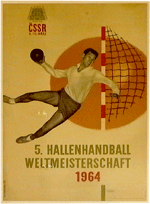 ČSSR
5. HALLENHANDBALL
WELTMEISTERSCHAFT
1964